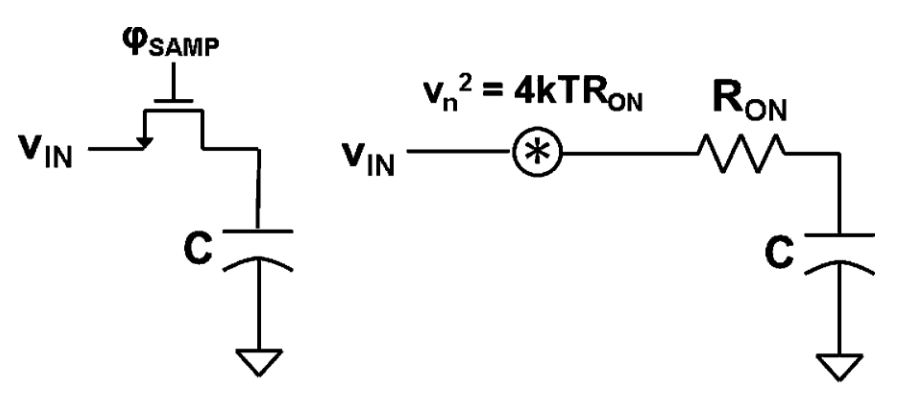 φSAMP
vIN
C
vn² = 4kTRON
RON
vIN
C